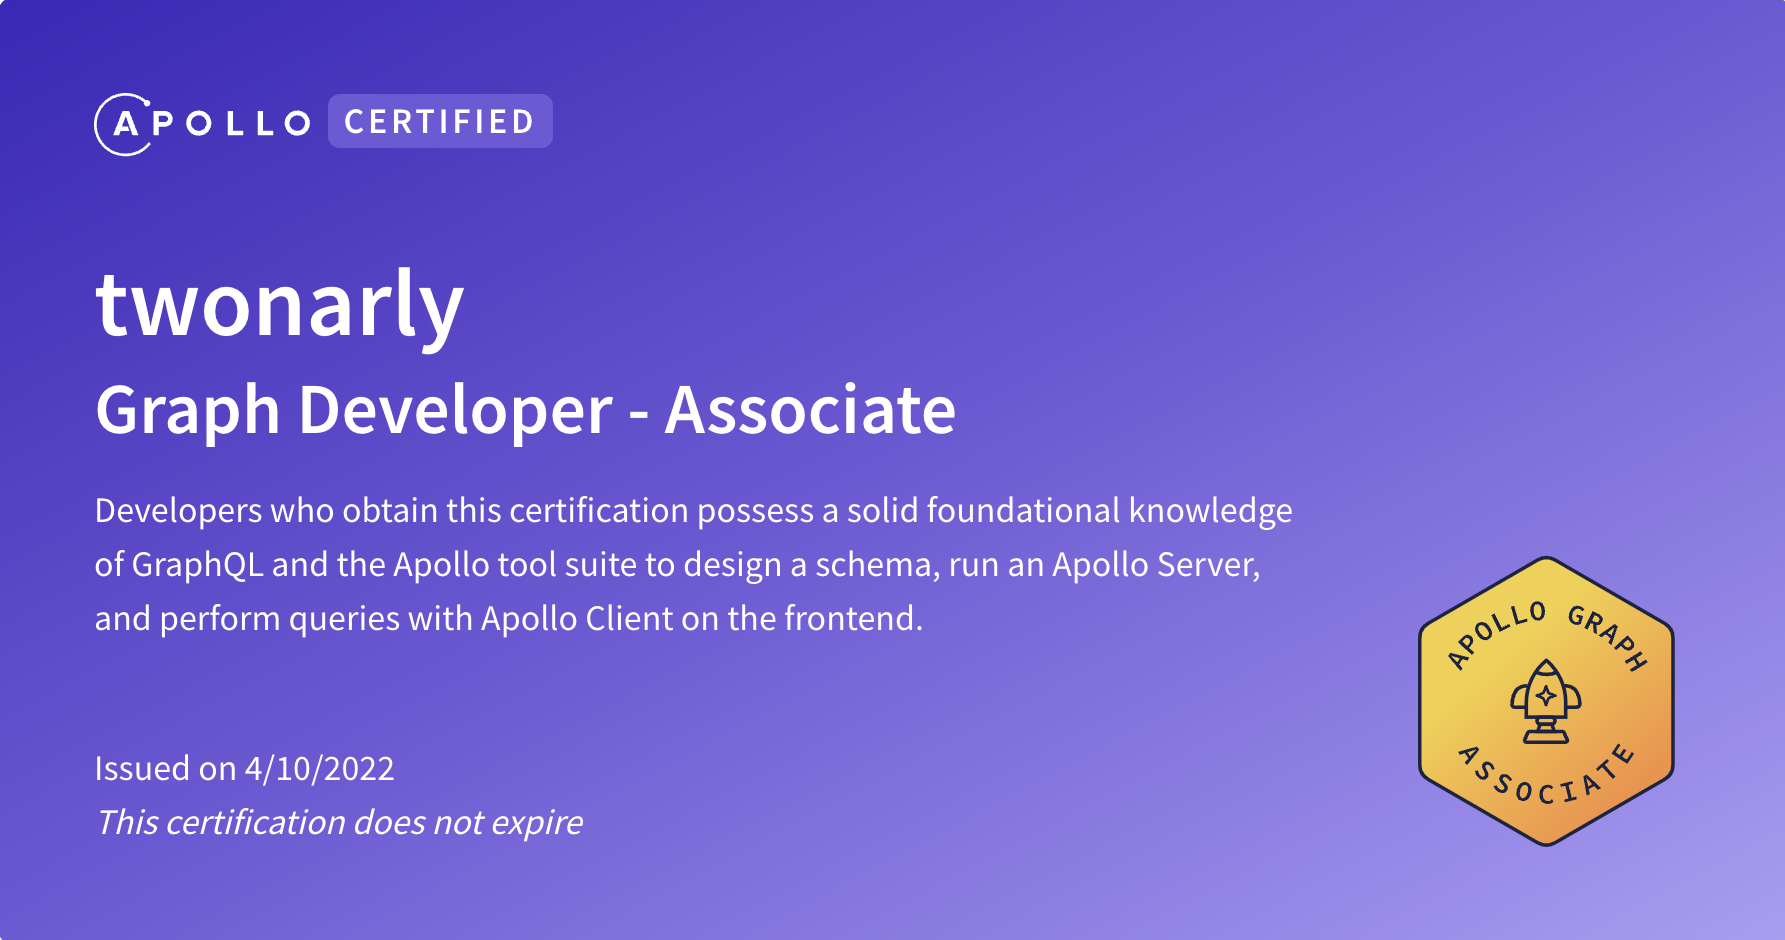 APOLLO CERTIFIED
twonarly
Graph Developer - Associate
Developers who obtain this certification possess a solid foundational knowledge
of GraphQL and the Apollo tool suite to design a schema, run an Apollo Server,
and perform queries with Apollo Client on the frontend.
APOLLO GRAPH
ASSOCIATE
Issued on 4/10/2022
This certification does not expire